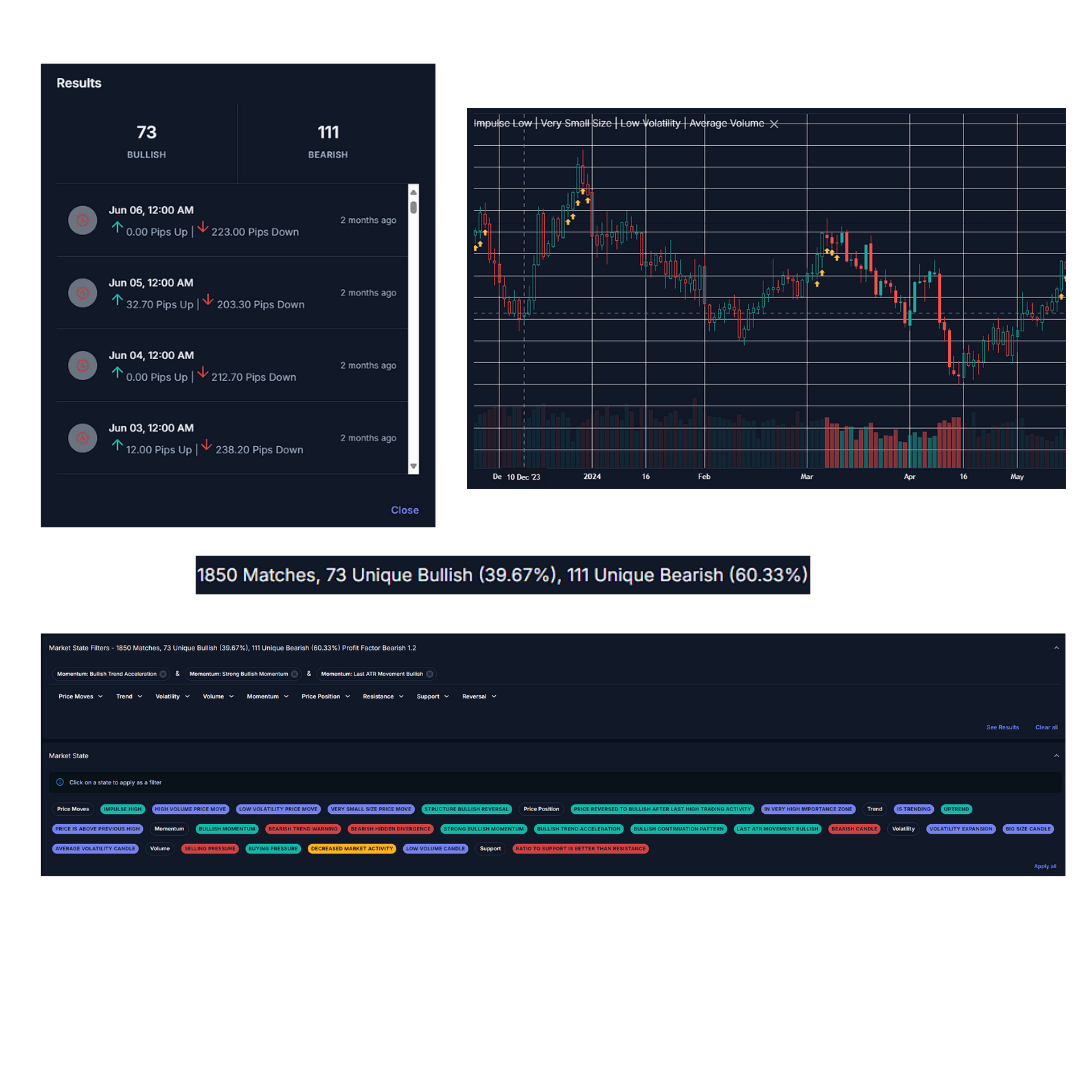 Results
73
111
BULLISH
BEARISH
Jun 06, 12:00 AM
0.00 Pips Up | 223.00 Pips Down
2 months ago
Jun 05, 12:00 AM
32.70 Pips Up | 203.30 Pips Down
2 months ago
Jun 04, 12:00 AM
0.00 Pips Up | 212.70 Pips Down
2 months ago
Jun 03, 12:00 AM
12.00 Pips Up | 238.20 Pips Down
2 months ago
Close
Impulse Low | Very Small Size | Low Volatility | Average Volume
De 10 Dec '23 2024 16 Feb Mar Apr 16 May
1850 Matches, 73 Unique Bullish (39.67%), 111 Unique Bearish (60.33%)
Market State Filters - 1850 Matches, 73 Unique Bullish (39.67%), 111 Unique Bearish (60.33%) Profit Factor Bearish 1.2
Momentum: Bullish Trend Acceleration & Momentum: Strong Bullish Momentum & Momentum: Last ATR Movement Bullish
Price Moves Trend Volatility Volume Momentum Price Position Resistance Support Reversal
See Results Clear all
Market State
Click on a state to apply as a filter
Price Moves IMPULSE HIGH HIGH VOLUME PRICE MOVE LOW VOLATILITY PRICE MOVE VERY SMALL SIZE PRICE MOVE STRUCTURE BULLISH REVERSAL Price Position PRICE REVERSED TO BULLISH AFTER LAST HIGH TRADING ACTIVITY IN VERY HIGH IMPORTANCE ZONE Trend IS TRENDING UPTREND
PRICE IS ABOVE PREVIOUS HIGH Momentum BULLISH MOMENTUM BEARISH TREND WARNING BEARISH HIDDEN DIVERGENCE STRONG BULLISH MOMENTUM BULLISH TREND ACCELERATION BULLISH CONTINUATION PATTERN LAST ATR MOVEMENT BULLISH BEARISH CANDLE Volatility VOLATILITY EXPANSION BIG SIZE CANDLE
AVERAGE VOLATILITY CANDLE Volume SELLING PRESSURE BUYING PRESSURE DECREASED MARKET ACTIVITY LOW VOLUME CANDLE Support RATIO TO SUPPORT IS BETTER THAN RESISTANCE
Apply all